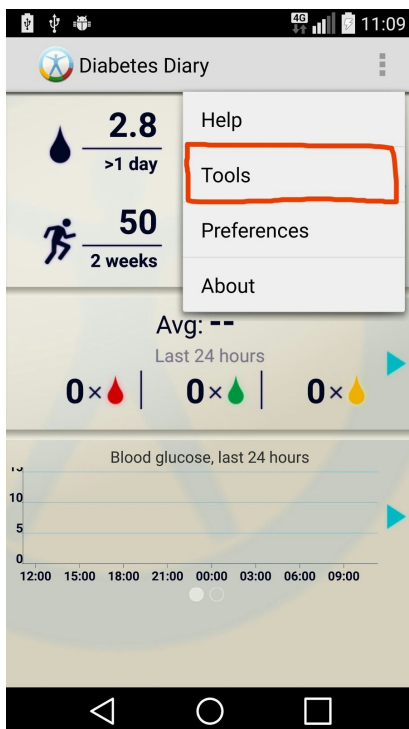 4G 11:09
Diabetes Diary
2.8
>1 day
50
2 weeks
Help
Tools
Preferences
About
Avg: --
Last 24 hours
0× 0× 0×
Blood glucose, last 24 hours
15
10
5
0
12:00 15:00 18:00 21:00 00:00 03:00 06:00 09:00